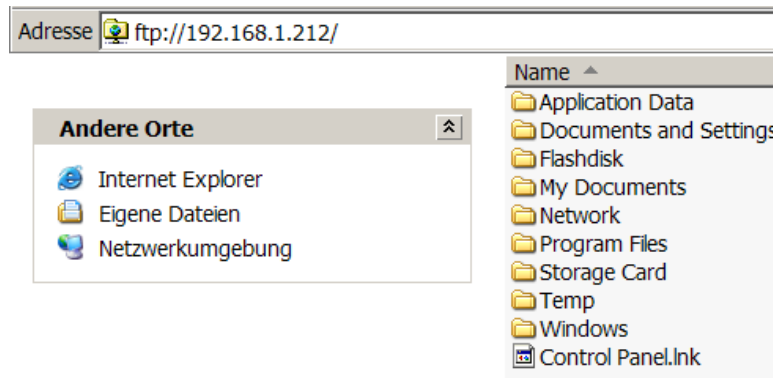 Adresse ftp://192.168.1.212/
Andere Orte
Internet Explorer
Eigene Dateien
Netzwerkumgebung
Name
Application Data
Documents and Settings
Flashdisk
My Documents
Network
Program Files
Storage Card
Temp
Windows
Control Panel.lnk